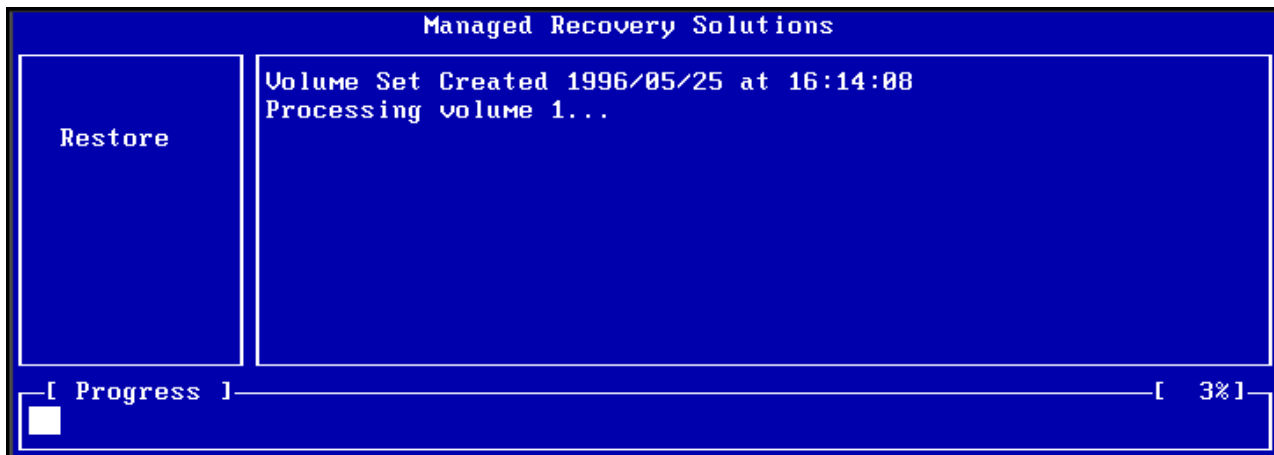 Managed Recovery Solutions
Restore
Volume Set Created 1996/05/25 at 16:14:08
Processing volume 1...
[ Progress ]
[ 3%]